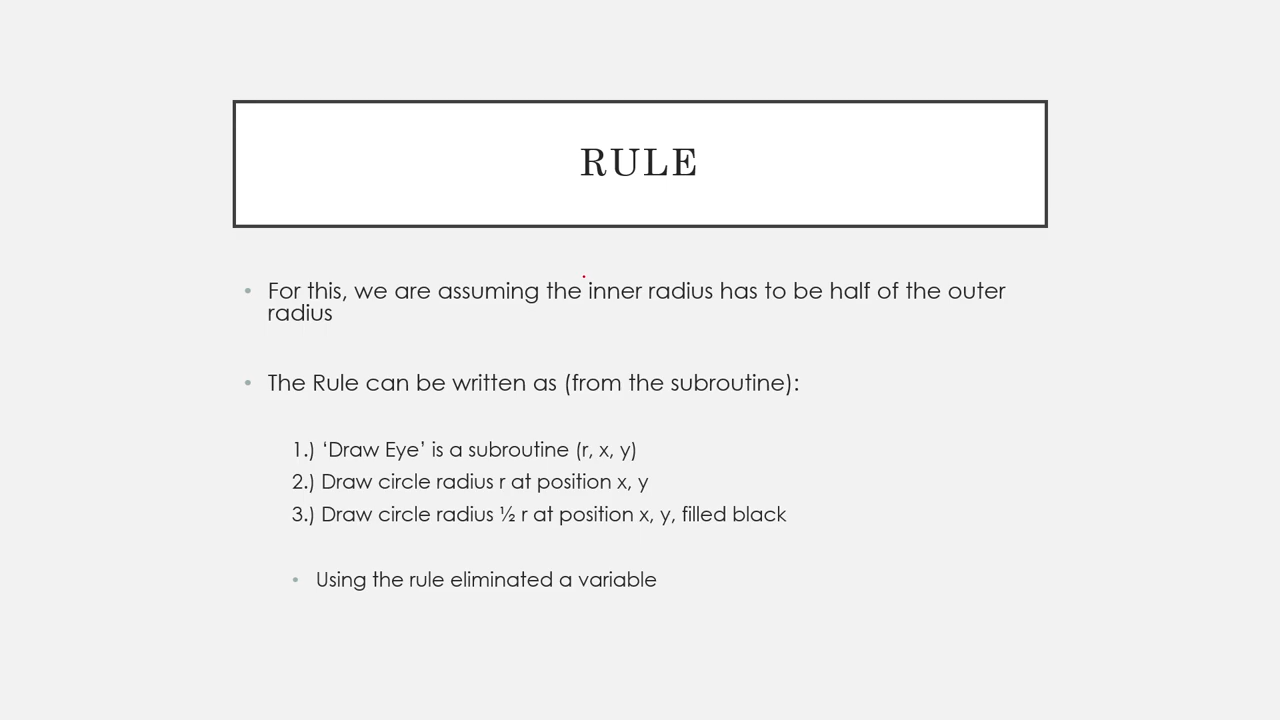 RULE
• For this, we are assuming the inner radius has to be half of the outer
radius
• The Rule can be written as (from the subroutine):
1.) ‘Draw Eye’ is a subroutine (r, x, y)
2.) Draw circle radius r at position x, y
3.) Draw circle radius ½ r at position x, y, filled black
• Using the rule eliminated a variable